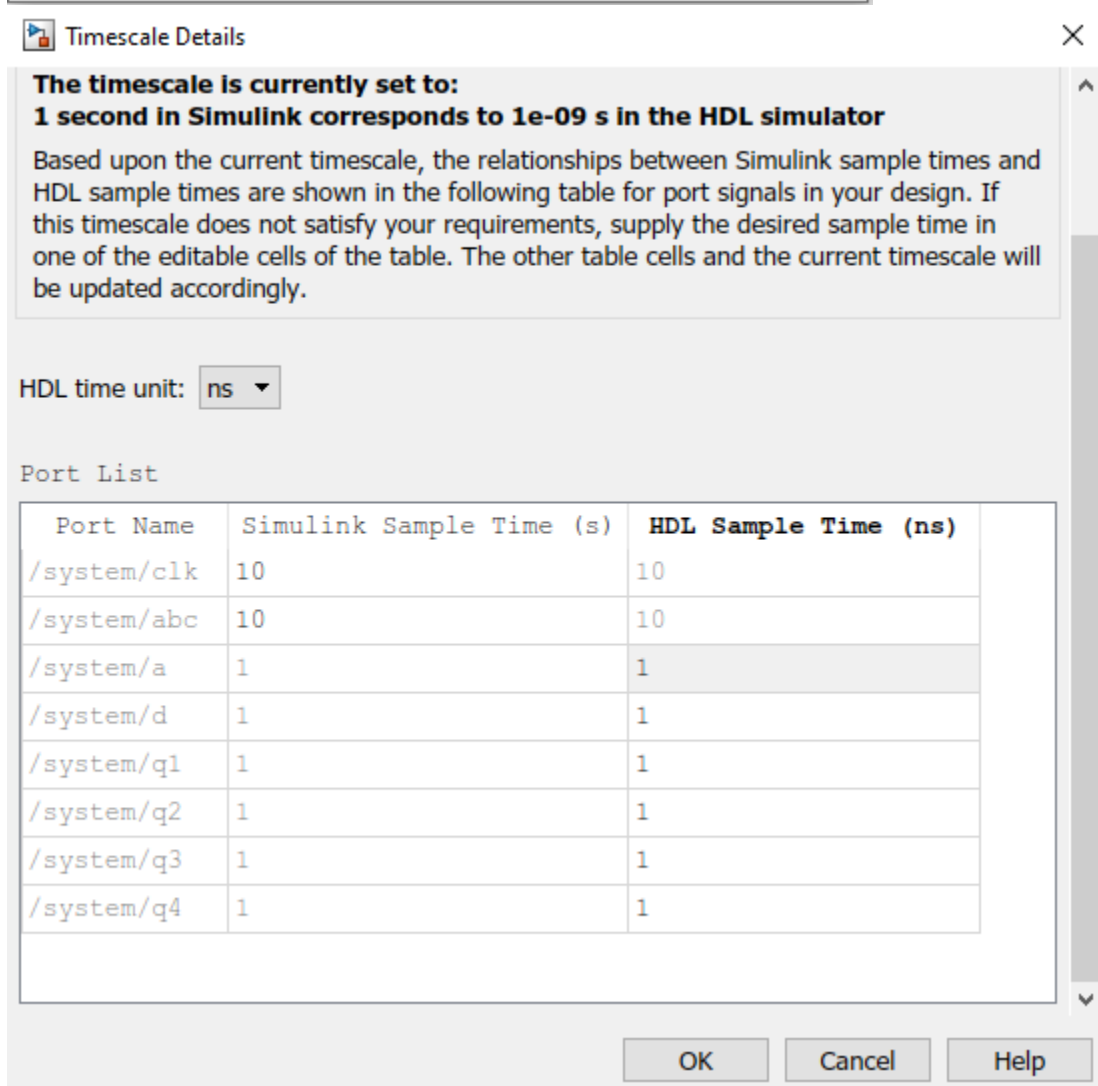 Timescale Details
The timescale is currently set to:
1 second in Simulink corresponds to 1e-09 s in the HDL simulator
Based upon the current timescale, the relationships between Simulink sample times and
HDL sample times are shown in the following table for port signals in your design. If
this timescale does not satisfy your requirements, supply the desired sample time in
one of the editable cells of the table. The other table cells and the current timescale will
be updated accordingly.
HDL time unit: ns
Port List
Port Name Simulink Sample Time (s) HDL Sample Time (ns)
/system/clk 10 10
/system/abc 10 10
/system/a 1 1
/system/d 1 1
/system/q1 1 1
/system/q2 1 1
/system/q3 1 1
/system/q4 1 1
OK Cancel Help